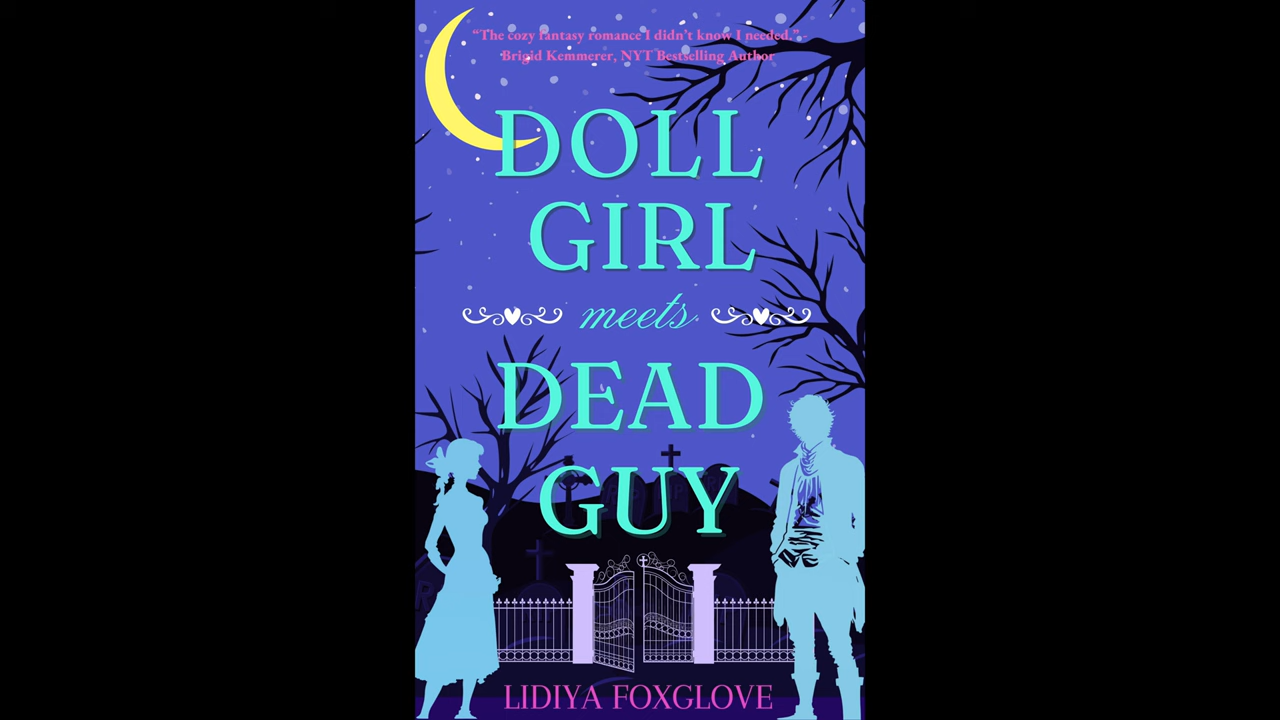 “The cozy fantasy romance I didn’t know I needed.” -
Brigid Kemmerer, NYT Bestselling Author
DOLL
GIRL
meets
DEAD
GUY
LIDIYA FOXGLOVE